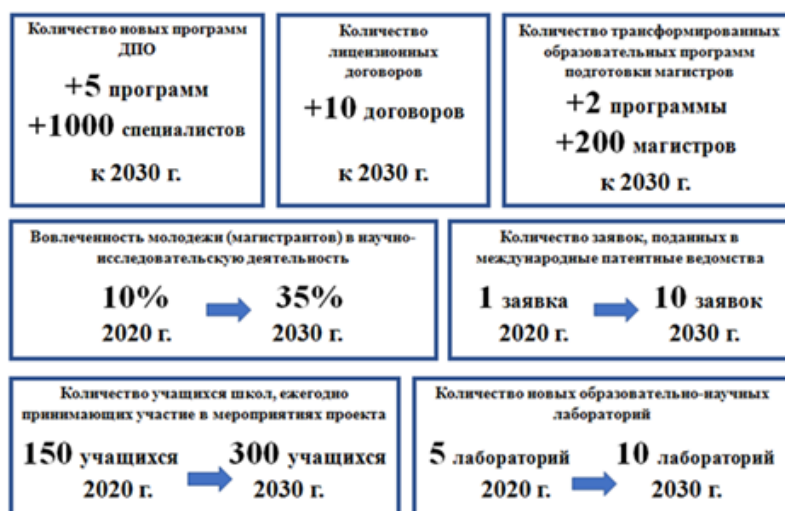 Количество новых программ
ДПО
+5 программ
+1000 специалистов
к 2030 г.
Количество
лицензионных
договоров
+10 договоров
к 2030 г.
Количество трансформированных
образовательных программ
подготовки магистров
+2 программы
+200 магистров
к 2030 г.
Вовлеченность молодежи (магистрантов) в научно-
исследовательскую деятельность
10% 35%
2020 г. 2030 г.
Количество заявок, поданных в
международные патентные ведомства
1 заявка 10 заявок
2020 г. 2030 г.
Количество учащихся школ, ежегодно
принимающих участие в мероприятиях проекта
150 учащихся 300 учащихся
2020 г. 2030 г.
Количество новых образовательно-научных
лабораторий
5 лабораторий 10 лабораторий
2020 г. 2030 г.